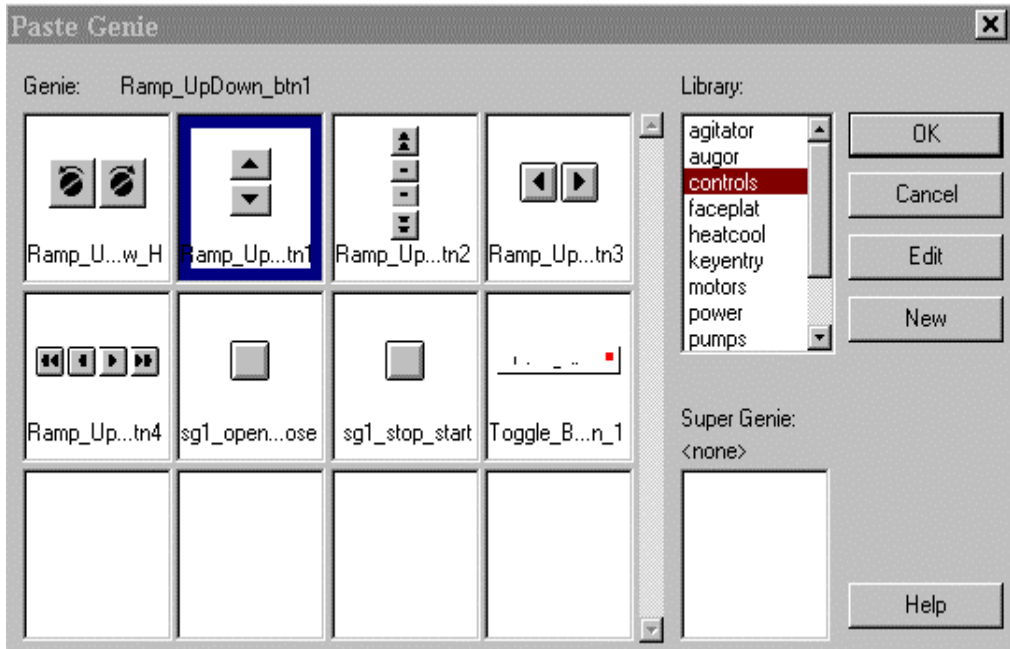 Paste Genie
Genie: Ramp_UpDown_btn1
Ramp_U...w_H
Ramp_Up...tn1
Ramp_Up...tn2
Ramp_Up...tn3
Ramp_Up...tn4
sg1_open...ose
sg1_stop_start
Toggle_B...n_1
Library:
agitator
augor
controls
faceplat
heatcool
keyentry
motors
power
pumps
Super Genie:
<none>
OK
Cancel
Edit
New
Help